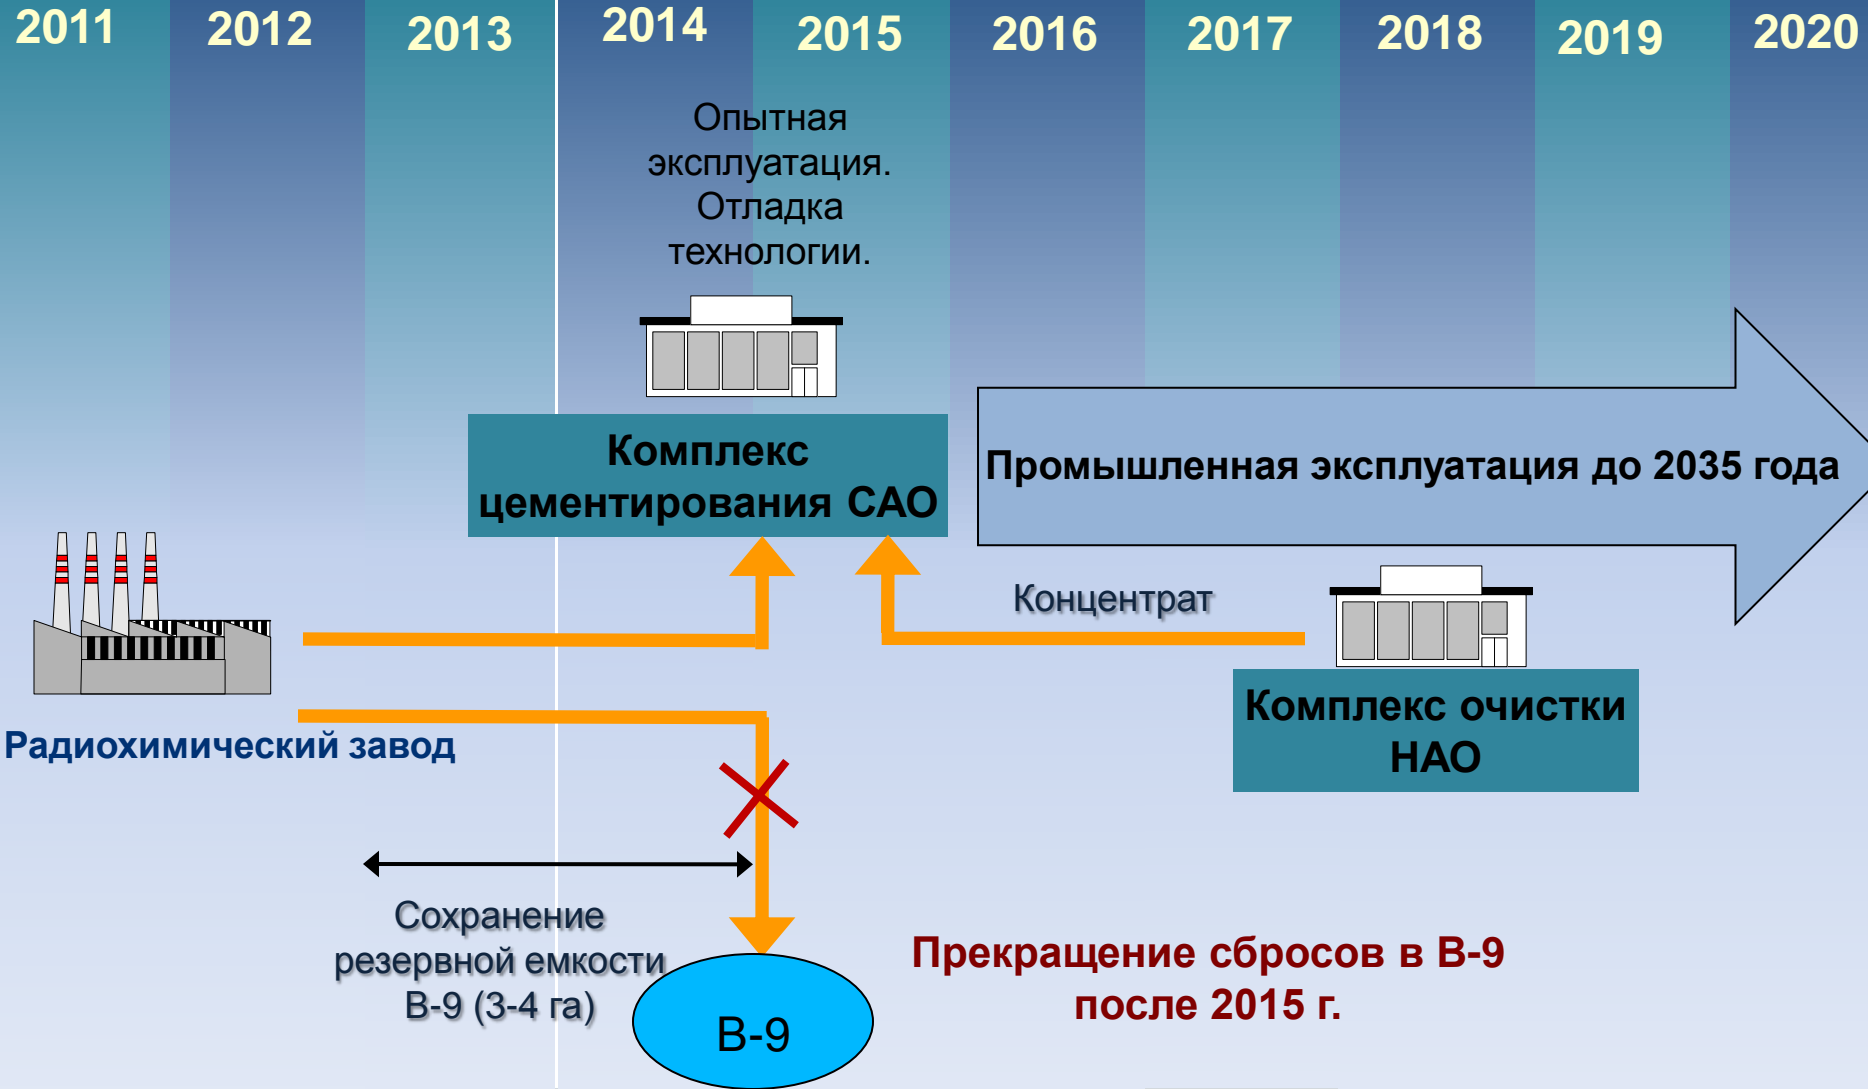 2011 2012 2013 2014 2015 2016 2017 2018 2019 2020
Опытная
эксплуатация.
Отладка
технологии.
Комплекс
цементирования САО
Промышленная эксплуатация до 2035 года
Концентрат
Комплекс очистки
НАО
Радиохимический завод
Сохранение
резервной емкости
В-9 (3-4 га)
В-9
Прекращение сбросов в В-9
после 2015 г.